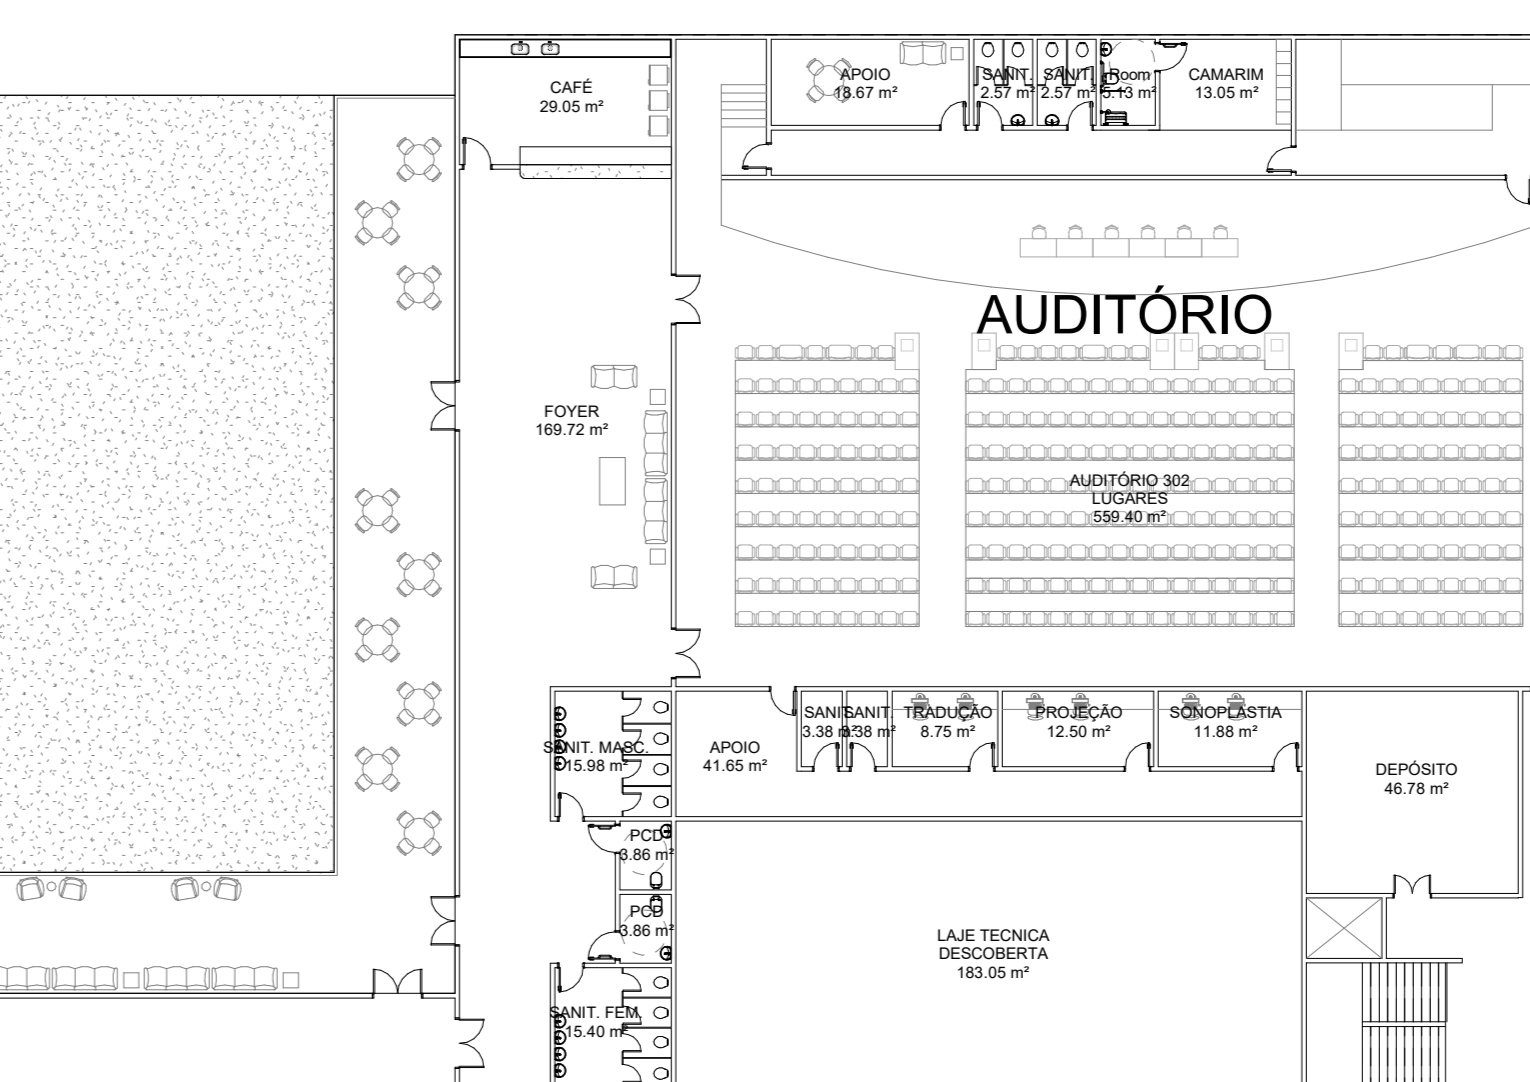 CAFÉ
29.05 m²
APOIO
18.67 m²
SANIT.
2.57 m²
SANIT.
2.57 m²
Room
5.13 m²
CAMARIM
13.05 m²
AUDITÓRIO
FOYER
169.72 m²
AUDITÓRIO 302
LUGARES
559.40 m²
SANIT. MASC.
15.98 m²
APOIO
41.65 m²
SANIT.
3.38 m²
SANIT.
3.38 m²
TRADUÇÃO
8.75 m²
PROJEÇÃO
12.50 m²
SONOPLASTIA
11.88 m²
DEPÓSITO
46.78 m²
PCD
3.86 m²
PCD
3.86 m²
LAJE TECNICA
DESCOBERTA
183.05 m²
SANIT. FEM.
15.40 m²